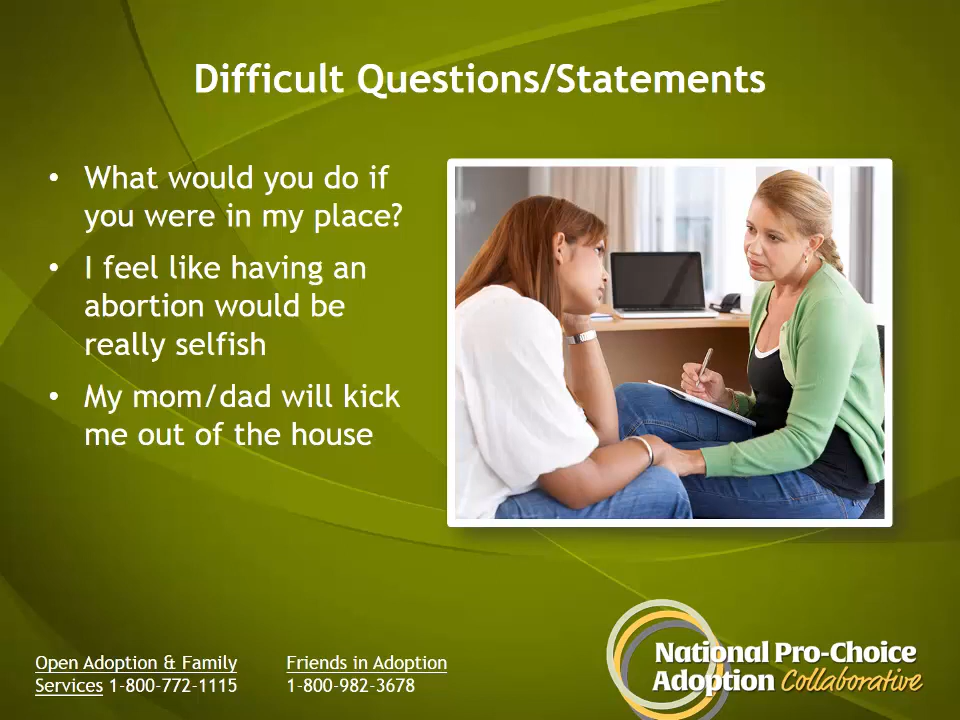 Difficult Questions/Statements
• What would you do if
you were in my place?
• I feel like having an
abortion would be
really selfish
• My mom/dad will kick
me out of the house
Open Adoption & Family
Services 1-800-772-1115
Friends in Adoption
1-800-982-3678
National Pro-Choice
Adoption Collaborative